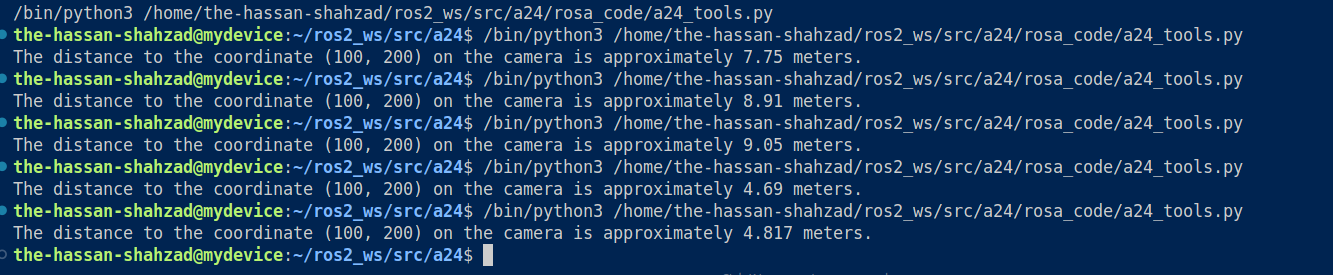 /bin/python3 /home/the-hassan-shahzad/ros2_ws/src/a24/rosa_code/a24_tools.py
the-hassan-shahzad@mydevice:~/ros2_ws/src/a24$ /bin/python3 /home/the-hassan-shahzad/ros2_ws/src/a24/rosa_code/a24_tools.py
The distance to the coordinate (100, 200) on the camera is approximately 7.75 meters.
the-hassan-shahzad@mydevice:~/ros2_ws/src/a24$ /bin/python3 /home/the-hassan-shahzad/ros2_ws/src/a24/rosa_code/a24_tools.py
The distance to the coordinate (100, 200) on the camera is approximately 8.91 meters.
the-hassan-shahzad@mydevice:~/ros2_ws/src/a24$ /bin/python3 /home/the-hassan-shahzad/ros2_ws/src/a24/rosa_code/a24_tools.py
The distance to the coordinate (100, 200) on the camera is approximately 9.05 meters.
the-hassan-shahzad@mydevice:~/ros2_ws/src/a24$ /bin/python3 /home/the-hassan-shahzad/ros2_ws/src/a24/rosa_code/a24_tools.py
The distance to the coordinate (100, 200) on the camera is approximately 4.69 meters.
the-hassan-shahzad@mydevice:~/ros2_ws/src/a24$ /bin/python3 /home/the-hassan-shahzad/ros2_ws/src/a24/rosa_code/a24_tools.py
The distance to the coordinate (100, 200) on the camera is approximately 4.817 meters.
the-hassan-shahzad@mydevice:~/ros2_ws/src/a24$